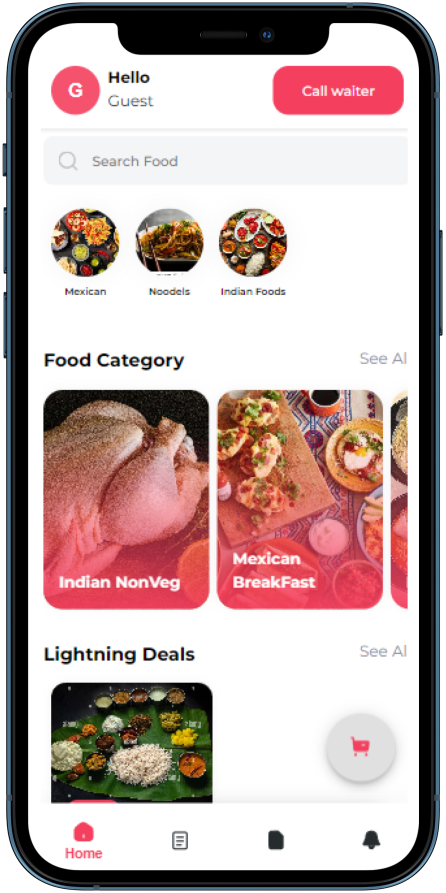 G
Hello
Guest
Call waiter
Search Food
Mexican
Noodels
Indian Foods
Food Category
See Al
Indian NonVeg
Mexican
BreakFast
Lightning Deals
See Al
Home